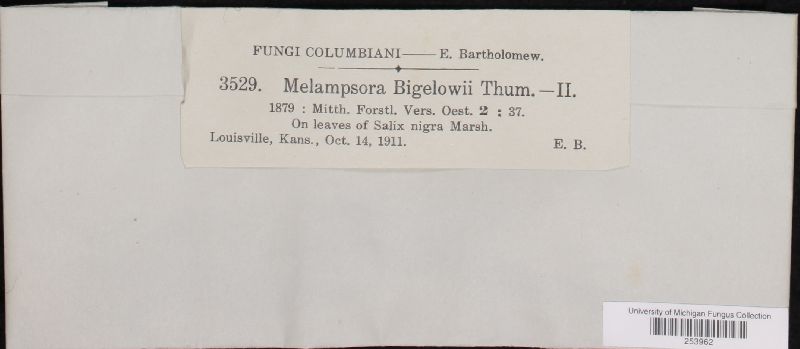 FUNGI COLUMBIANI—— E. Bartholomew.
3529. Melampsora Bigelowii Thum.—II.
1879 : Mitth. Forstl. Vers. Oest. 2 : 37.
On leaves of Salix nigra Marsh.
Louisville, Kans., Oct. 14, 1911. E. B.
University of Michigan Fungus Collection
253962